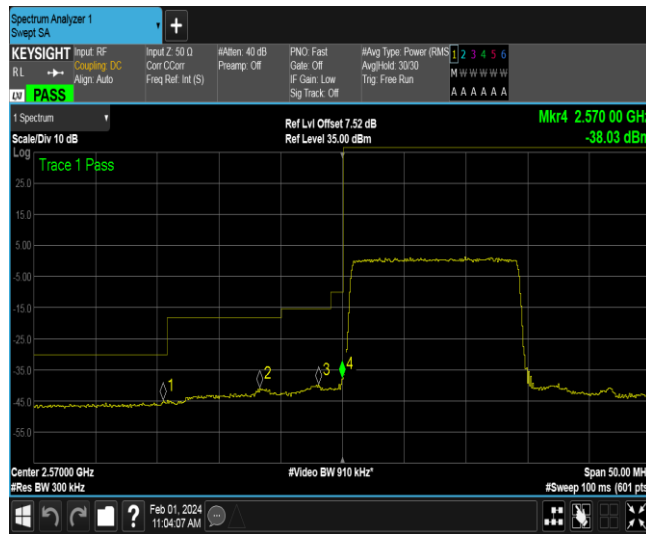 Spectrum Analyzer 1
Swept SA
+
KEYSIGHT
RL
LXI PASS
Input: RF
Coupling: DC
Align: Auto
Input Z: 50 Ω
Corr CCorr
Freq Ref: Int (S)
#Atten: 40 dB
Preamp: Off
PNO: Fast
Gate: Off
IF Gain: Low
Sig Track: Off
#Avg Type: Power (RMS
Avg|Hold: 30/30
Trig: Free Run
1 2 3 4 5 6
M W W W W W
A A A A A A
1 Spectrum
Scale/Div 10 dB
Ref Lvl Offset 7.52 dB
Ref Level 35.00 dBm
Mkr4 2.570 00 GHz
-38.03 dBm
Log
Trace 1 Pass
25.0
15.0
5.00
-5.00
-15.0
-25.0
-35.0
-45.0
-55.0
1
2
3
4
Center 2.57000 GHz
#Res BW 300 kHz
#Video BW 910 kHz*
Span 50.00 MH
#Sweep 100 ms (601 pts
?
Feb 01, 2024
11:04:07 AM